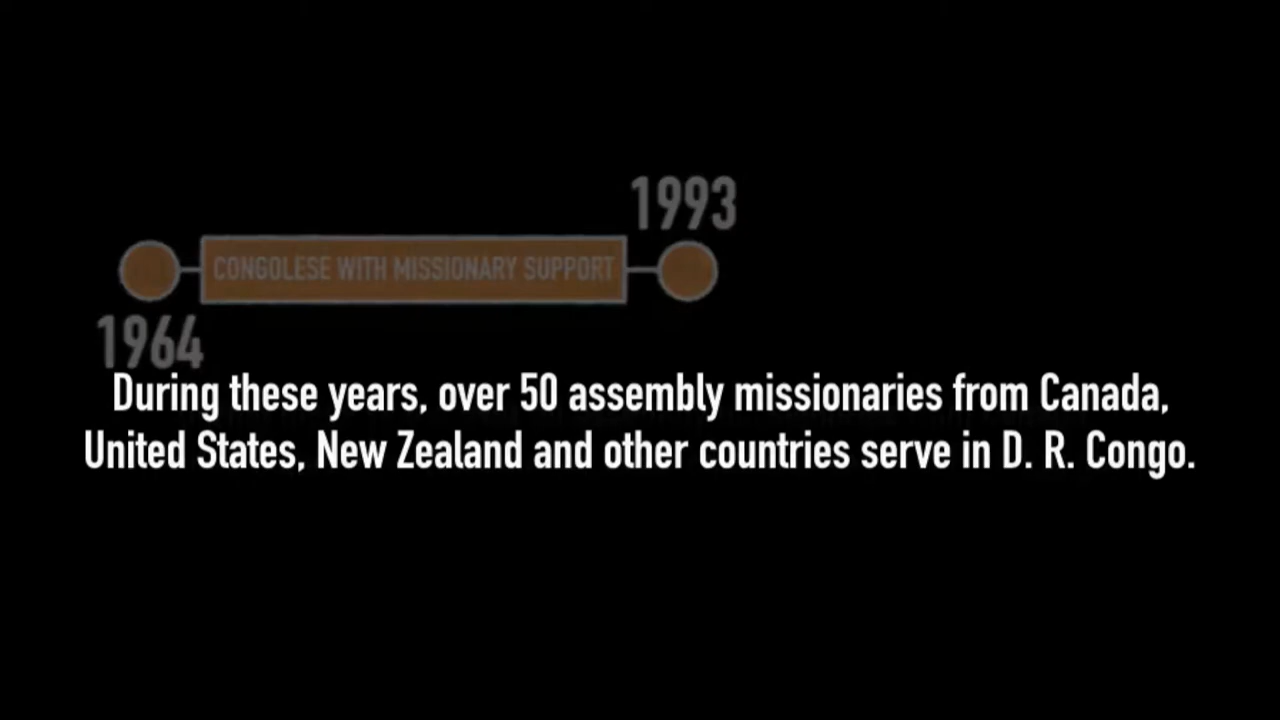 1993
CONGOLESE WITH MISSIONARY SUPPORT
1964
During these years, over 50 assembly missionaries from Canada,
United States, New Zealand and other countries serve in D. R. Congo.